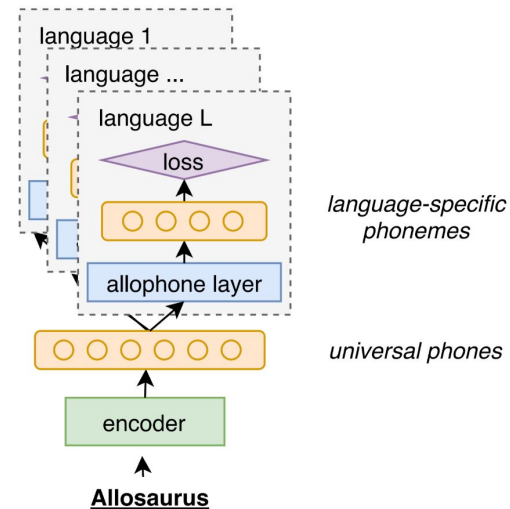 language 1
language ...
language L
loss
language-specific
phonemes
allophone layer
universal phones
encoder
Allosaurus